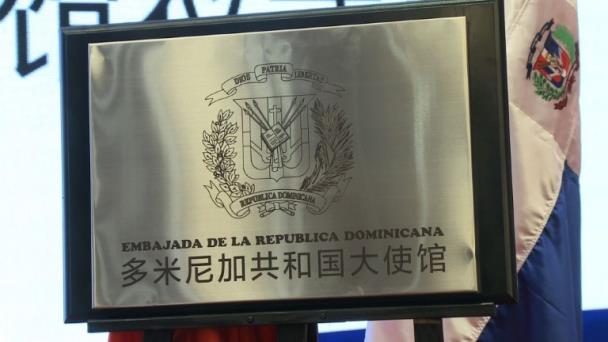 馆
DIOS PATRIA LIBERTAD
REPUBLICA DOMINICANA
EMBAJADA DE LA REPUBLICA DOMINICANA
多米尼加共和国大使馆